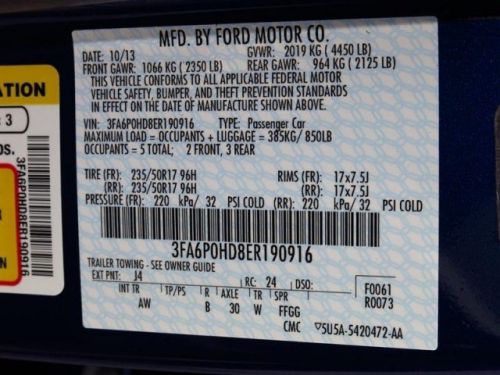 MFD. BY FORD MOTOR CO.
DATE: 10/13 GVWR: 2019 KG (4450 LB)
FRONT GAWR: 1066 KG (2350 LB) REAR GAWR: 964 KG (2125 LB)
THIS VEHICLE CONFORMS TO ALL APPLICABLE FEDERAL MOTOR
VEHICLE SAFETY, BUMPER, AND THEFT PREVENTION STANDARDS
IN EFFECT ON THE DATE OF MANUFACTURE SHOWN ABOVE.
VIN: 3FA6P0HD8ER190916 TYPE: Passenger Car
MAXIMUM LOAD = OCCUPANTS + LUGGAGE = 385KG/ 850LB
OCCUPANTS = 5 TOTAL; 2 FRONT, 3 REAR
TIRE (FR): 235/50R17 96H RIMS (FR): 17x7.5J
(RR): 235/50R17 96H (RR): 17x7.5J
PRESSURE (FR): 220 kPa/ 32 PSI COLD (RR): 220 kPa/ 32 PSI COLD
3FA6P0HD8ER190916
TRAILER TOWING - SEE OWNER GUIDE
EXT PNT: J4 RC: 24 DSO: F0061
INT TR TP/PS R AXLE TR SPR R0073
AW B 30 W FFGG
CMC ▽5U5A-5420472-AA
ATION
: 3
os.
3FA6P0HD8ER190916
ON